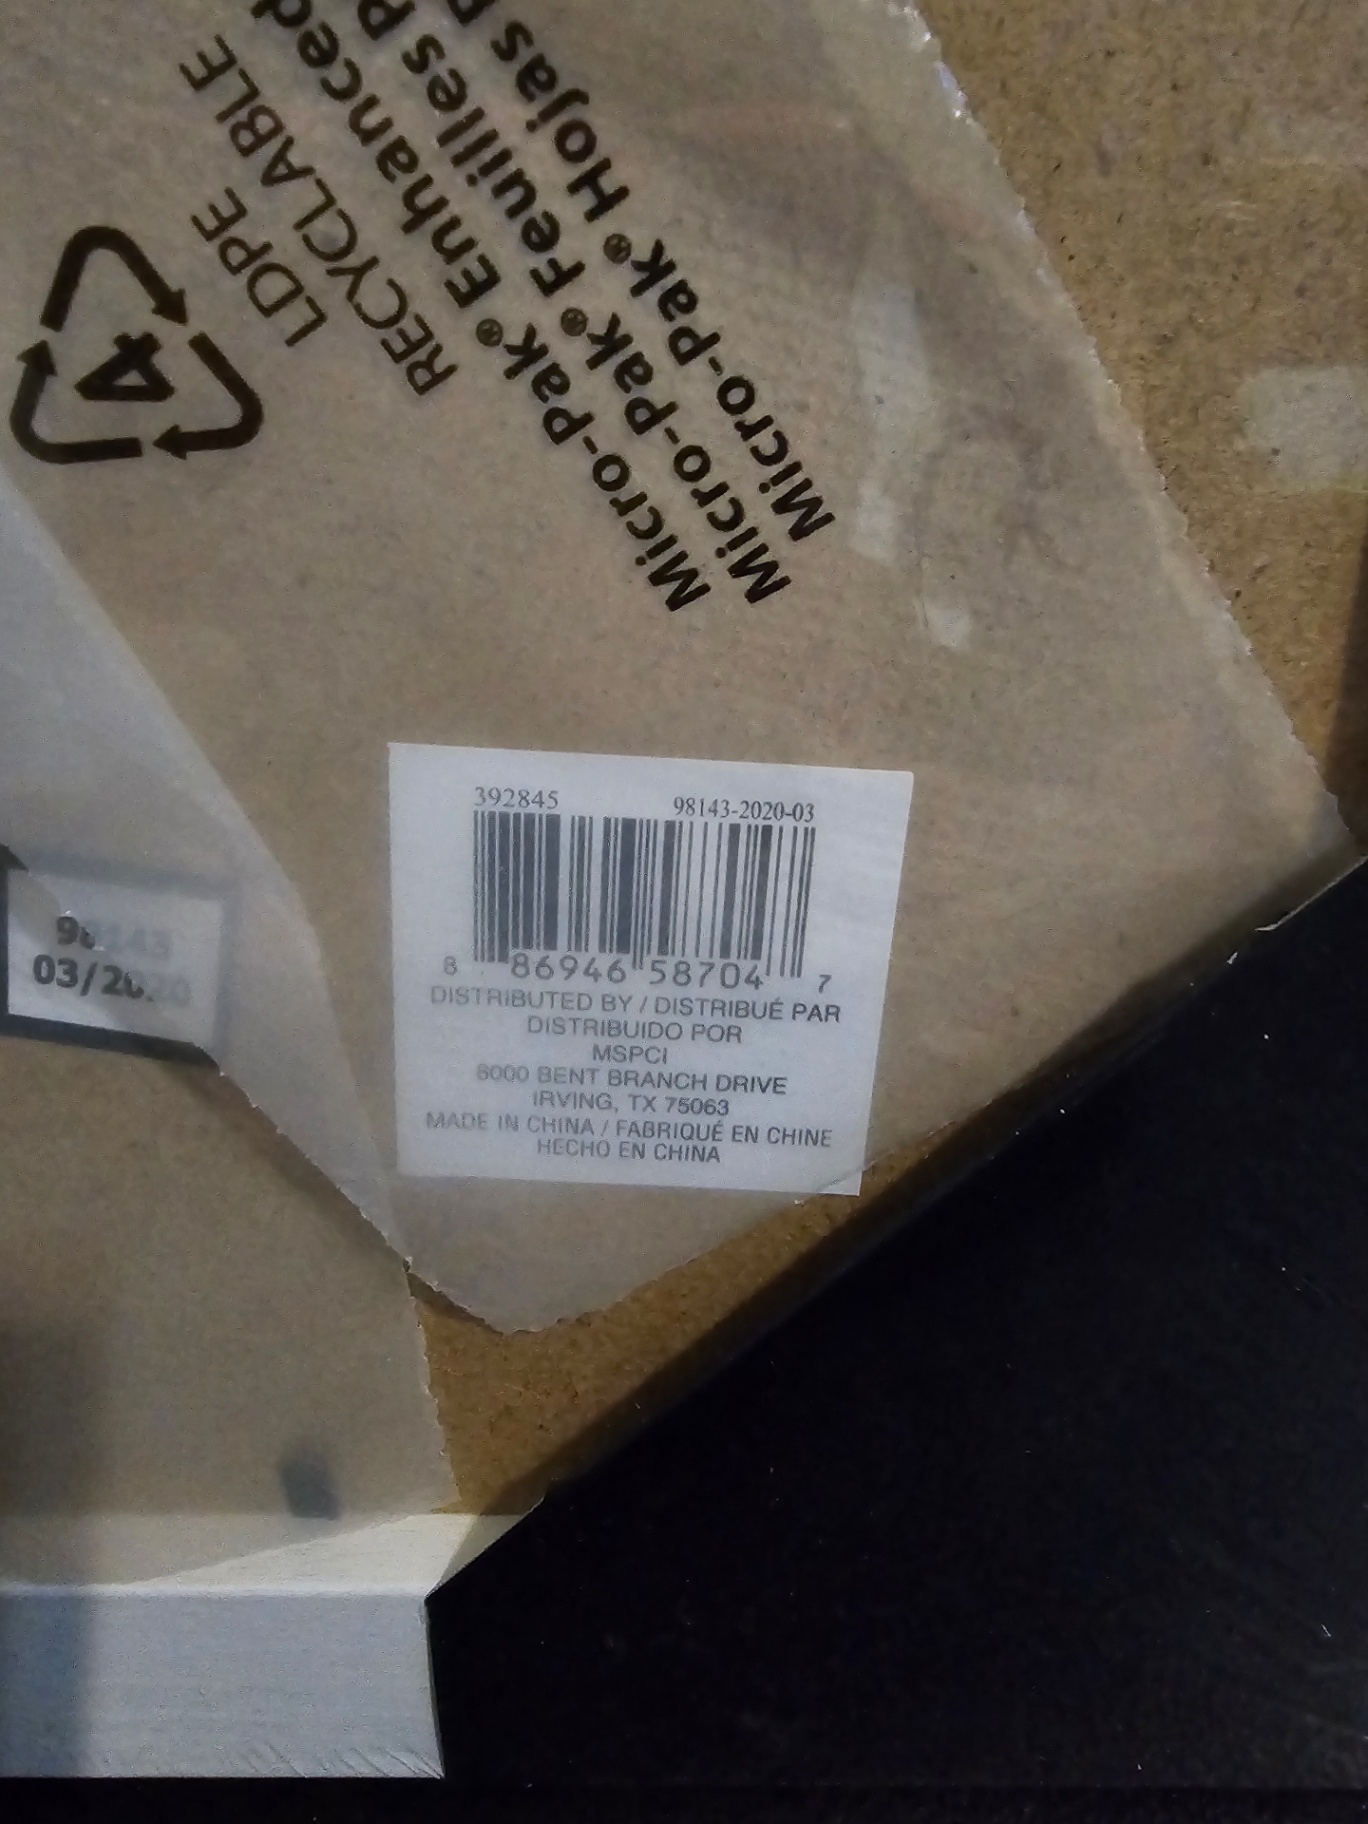 4
LDPE
RECYCLABLE
Micro-Pak® Enhanced
Micro-Pak® Feuilles
Micro-Pak® Hojas
392845 98143-2020-03
8 86946 58704 7
DISTRIBUTED BY / DISTRIBUÉ PAR
DISTRIBUIDO POR
MSPCI
8000 BENT BRANCH DRIVE
IRVING, TX 75063
MADE IN CHINA / FABRIQUÉ EN CHINE
HECHO EN CHINA
98143
03/2020